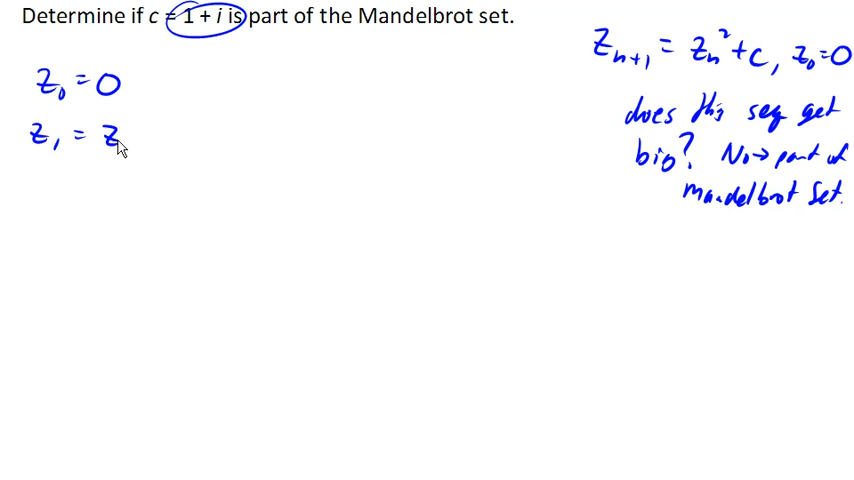 Determine if c = 1 + i is part of the Mandelbrot set.
z₀ = 0
z₁ = z
zₙ₊₁ = zₙ² + c, z₀ = 0
does this seq get
big? No → part of
mandelbrot set.